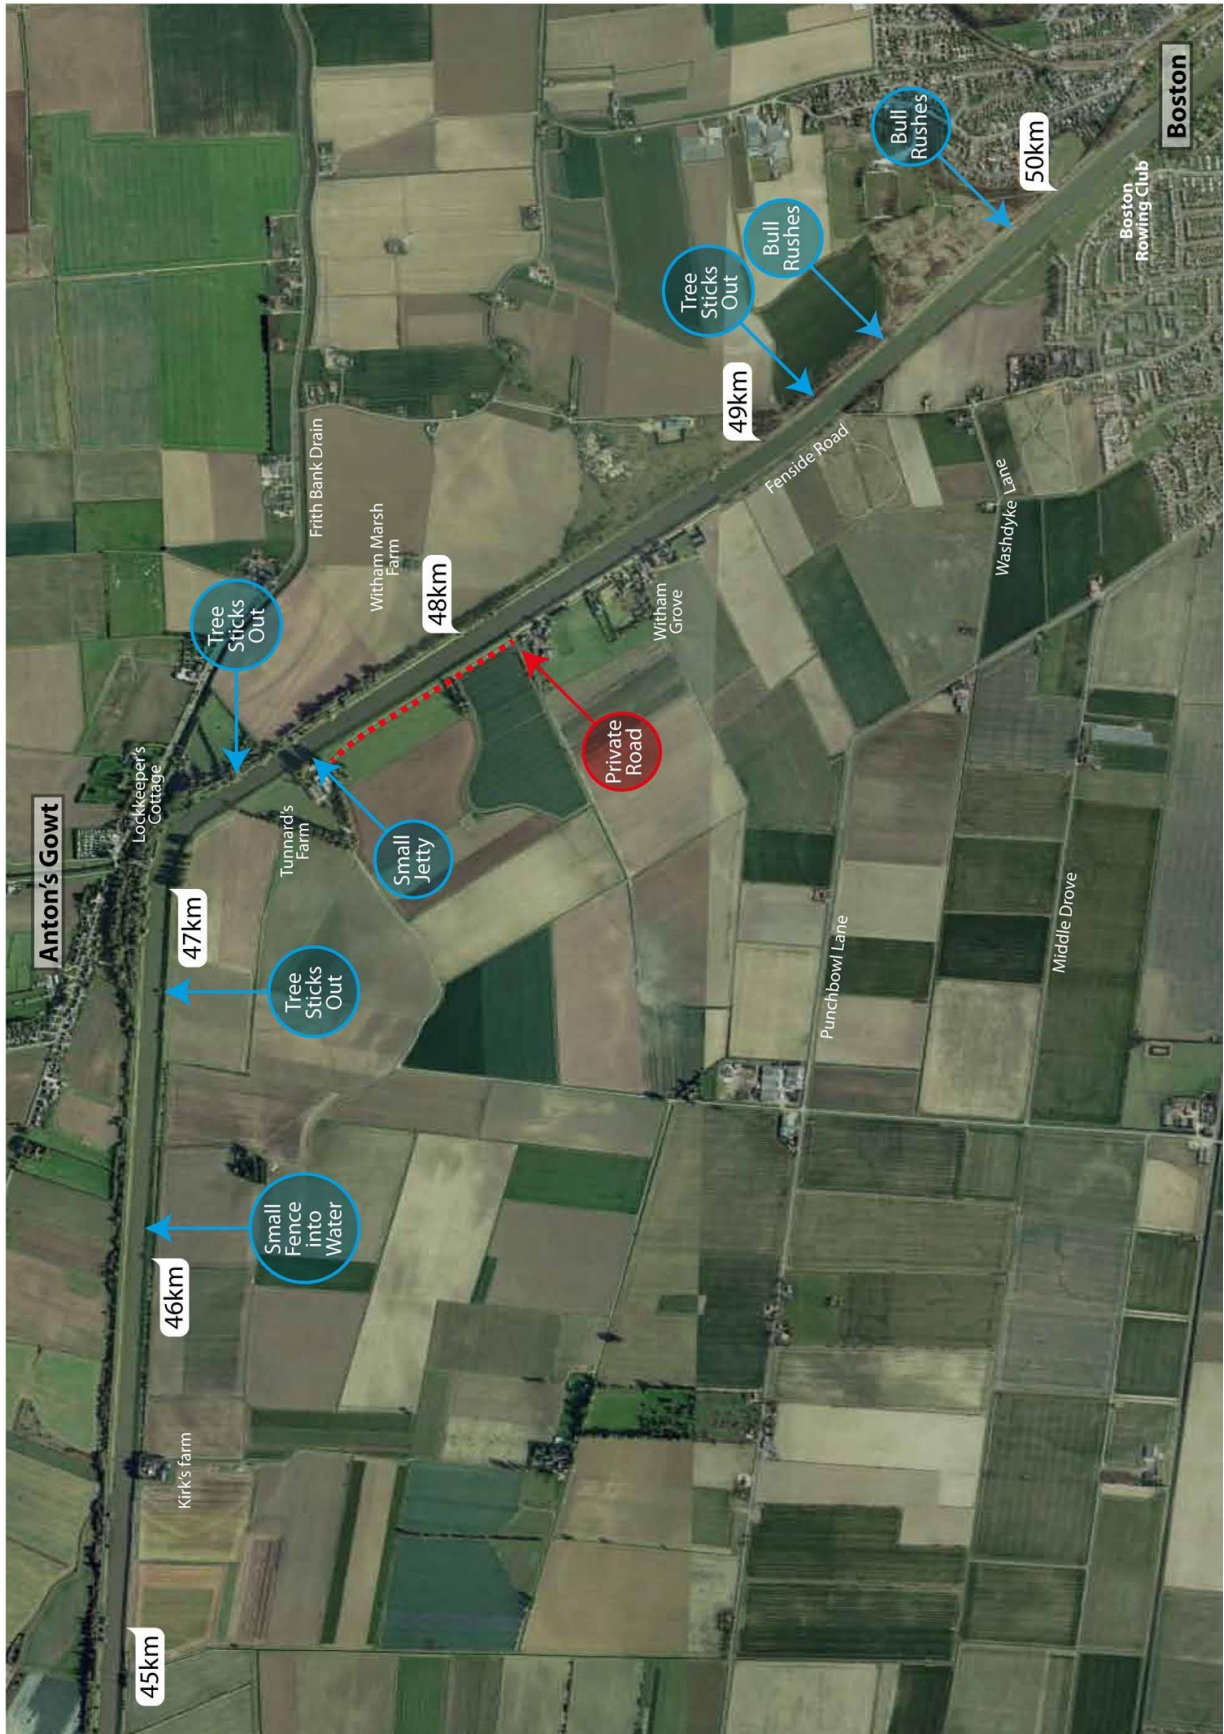 Anton's Gowt
Lockkeeper's
Cottage
Tree
Sticks
Out
Frith Bank Drain
Witham Marsh
Farm
48km
47km
Tunnard's
Farm
Small
Jetty
Private
Road
Witham
Grove
Tree
Sticks
Out
46km
Small
Fence
into
Water
Kirk's farm
45km
49km
Tree
Sticks
Out
Bull
Rushes
Bull
Rushes
50km
Boston
Boston
Rowing Club
Fenside Road
Washdyke Lane
Punchbowl Lane
Middle Drove